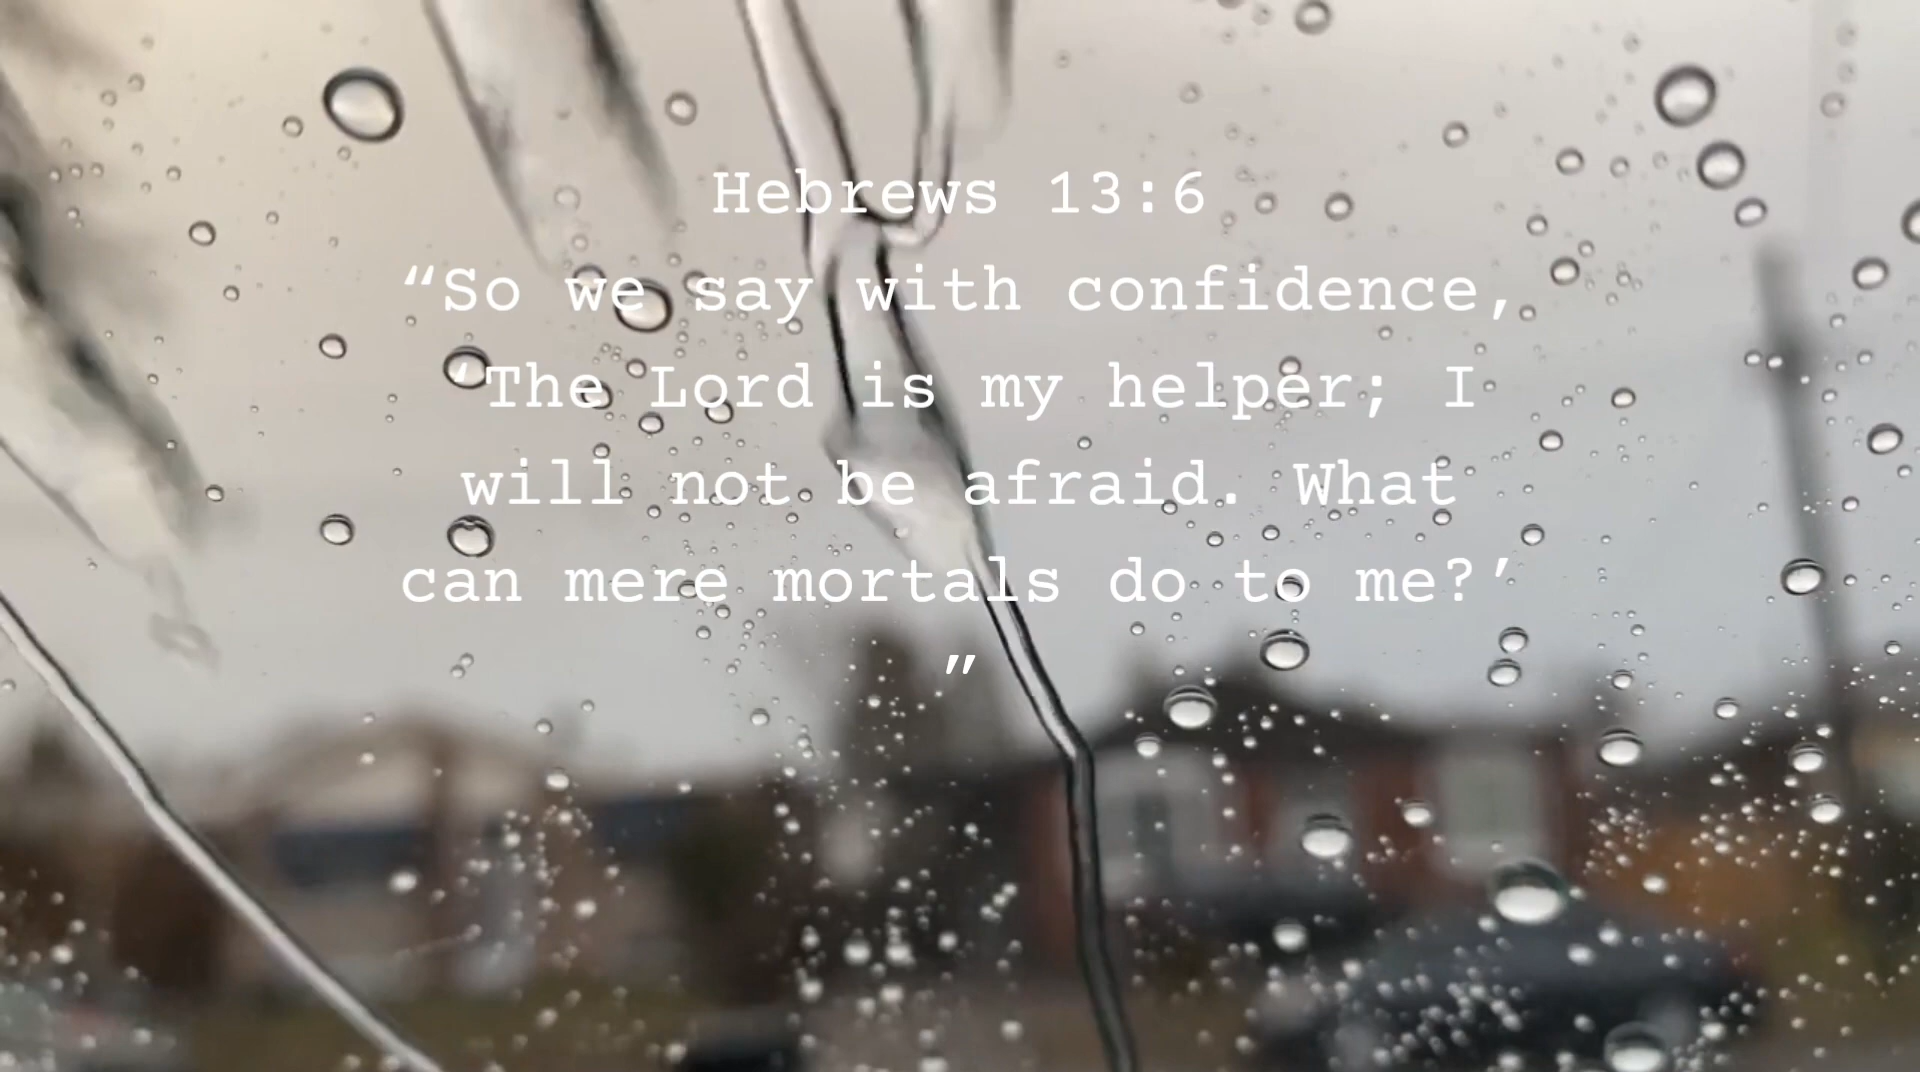 Hebrews 13:6
“So we say with confidence,
‘The Lord is my helper; I
will not be afraid. What
can mere mortals do to me?’
”